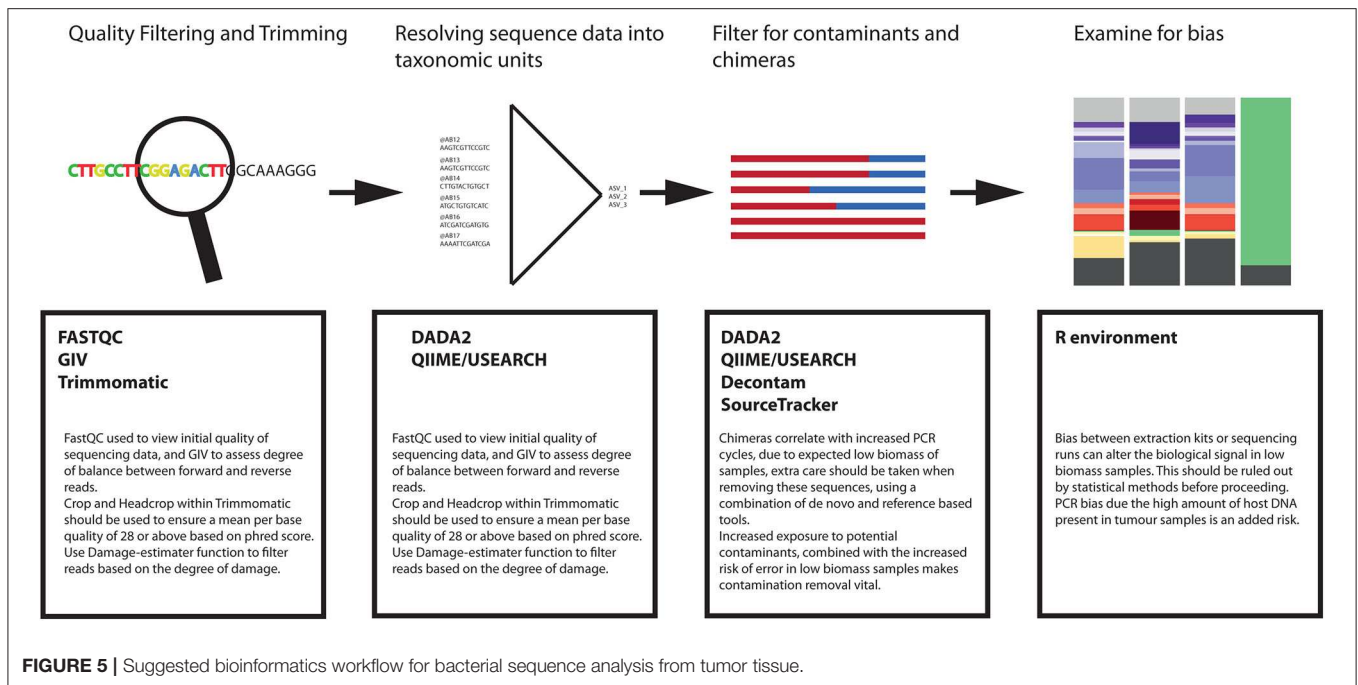 Quality Filtering and Trimming
Resolving sequence data into
taxonomic units
Filter for contaminants and
chimeras
Examine for bias
CTTGCCTTCGGAGACTTCGGCAAAGGG
@AB12
AAGTCGTTCCGTC
@AB13
AAGTCGTTCCGTC
@AB14
CTTGTACTGTGCT
@AB15
ATGCTGTGTCATC
@AB16
ATCGATCGATGTG
@AB17
AAAATTCGATCGA
ASV_1
ASV_2
ASV_3
FASTQC
GIV
Trimmomatic
FastQC used to view initial quality of
sequencing data, and GIV to assess degree
of balance between forward and reverse
reads.
Crop and Headcrop within Trimmomatic
should be used to ensure a mean per base
quality of 28 or above based on phred score.
Use Damage-estimater function to filter
reads based on the degree of damage.
DADA2
QIIME/USEARCH
FastQC used to view initial quality of
sequencing data, and GIV to assess degree
of balance between forward and reverse
reads.
Crop and Headcrop within Trimmomatic
should be used to ensure a mean per base
quality of 28 or above based on phred score.
Use Damage-estimater function to filter
reads based on the degree of damage.
DADA2
QIIME/USEARCH
Decontam
SourceTracker
Chimeras correlate with increased PCR
cycles, due to expected low biomass of
samples, extra care should be taken when
removing these sequences, using a
combination of de novo and reference based
tools.
Increased exposure to potential
contaminants, combined with the increased
risk of error in low biomass samples makes
contamination removal vital.
R environment
Bias between extraction kits or sequencing
runs can alter the biological signal in low
biomass samples. This should be ruled out
by statistical methods before proceeding.
PCR bias due the high amount of host DNA
present in tumour samples is an added risk.
FIGURE 5 | Suggested bioinformatics workflow for bacterial sequence analysis from tumor tissue.